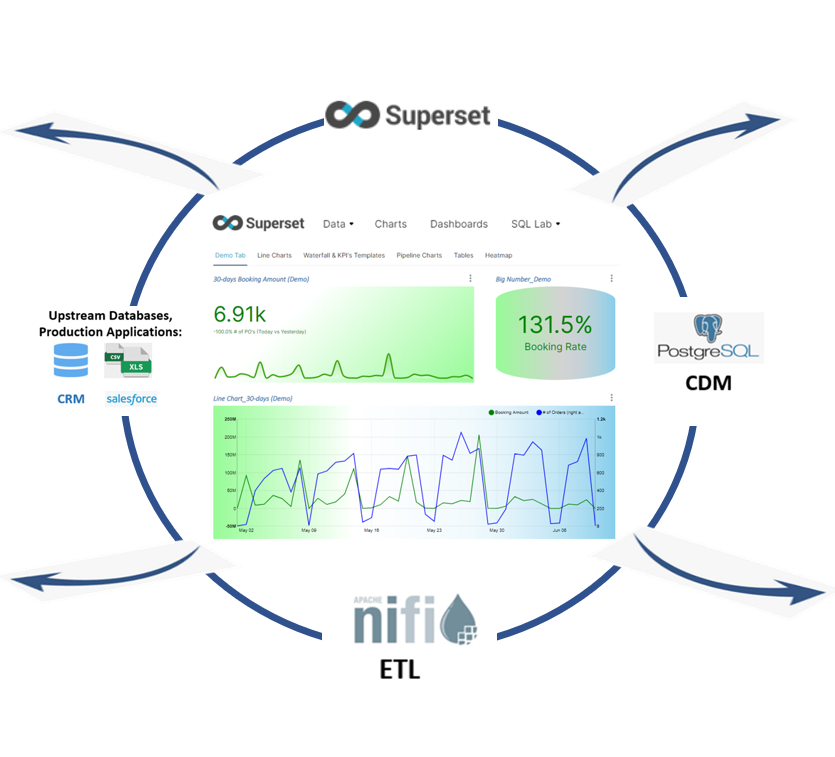 Superset
Superset Data Charts Dashboards SQL Lab
Demo Tab Line Charts Waterfall & KPI's Templates Pipeline Charts Tables Heatmap
30-days Booking Amount (Demo)
6.91k
-100.0% # of PO's (Today vs Yesterday)
Big Number_Demo
131.5%
Booking Rate
Upstream Databases,
Production Applications:
CSV
XLS
CRM
salesforce
PostgreSQL
CDM
Line Chart_30-days (Demo)
Booking Amount # of Orders (right a...
250M 1.2k
200M 1k
150M 800
100M 600
50M 400
0 200
-50M 0
May 02 May 09 May 16 May 23 May 30 Jun 06
APACHE
nifi
ETL